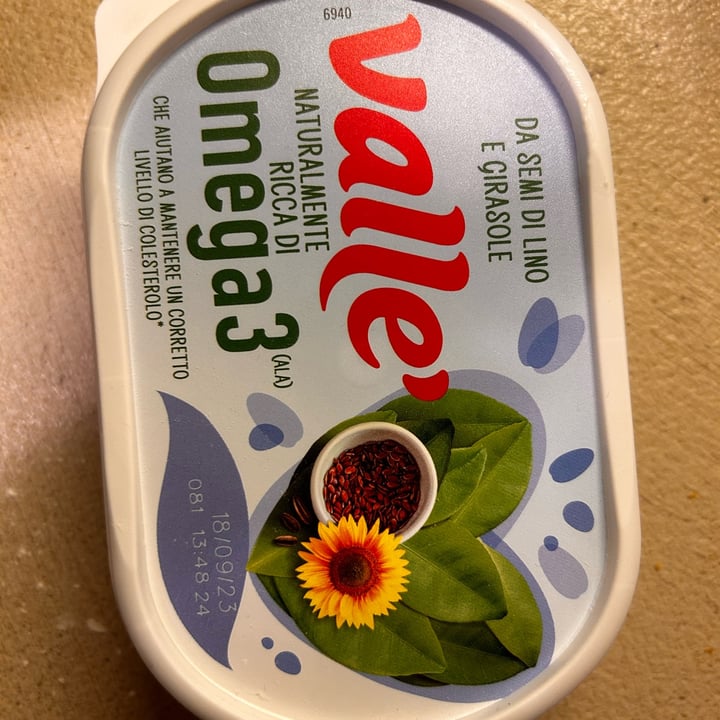 6940
DA SEMI DI LINO
E GIRASOLE
valle'
NATURALMENTE
RICCA DI
Omega3 (ALA)
CHE AIUTANO A MANTENERE UN CORRETTO
LIVELLO DI COLESTEROLO*
18/09/23
081 13:48 24